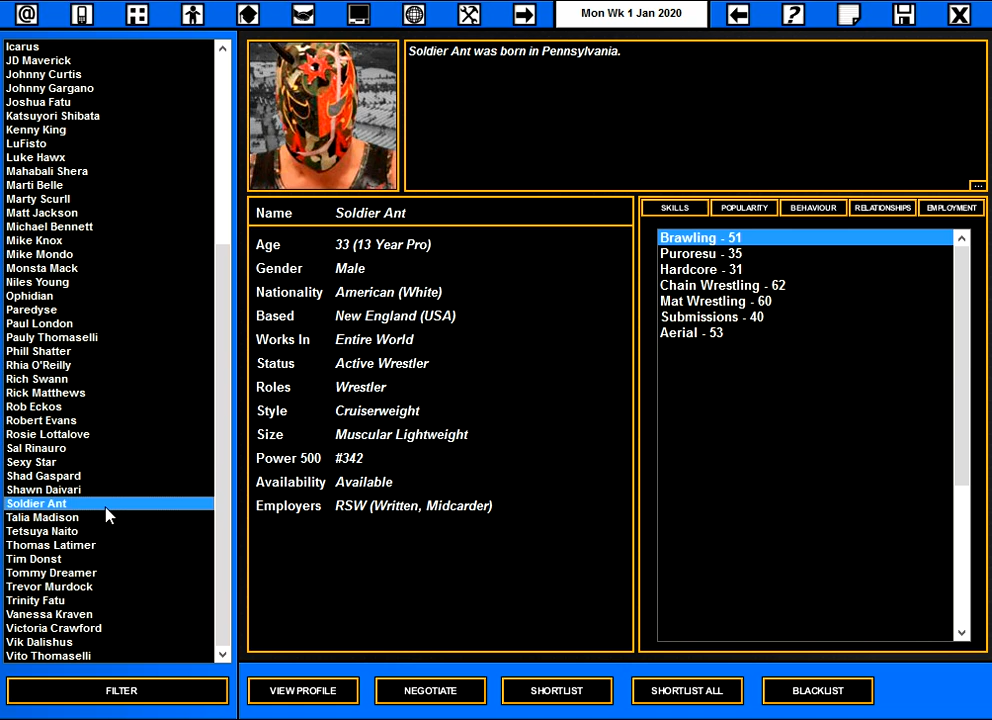 Mon Wk 1 Jan 2020
Icarus
JD Maverick
Johnny Curtis
Johnny Gargano
Joshua Fatu
Katsuyori Shibata
Kenny King
LuFisto
Luke Hawx
Mahabali Shera
Marti Belle
Marty Scurll
Matt Jackson
Michael Bennett
Mike Knox
Mike Mondo
Monsta Mack
Niles Young
Ophidian
Paredyse
Paul London
Pauly Thomaselli
Phill Shatter
Rhia O'Reilly
Rich Swann
Rick Matthews
Rob Eckos
Robert Evans
Rosie Lottalove
Sal Rinauro
Sexy Star
Shad Gaspard
Shawn Daivari
Soldier Ant
Talia Madison
Tetsuya Naito
Thomas Latimer
Tim Donst
Tommy Dreamer
Trevor Murdock
Trinity Fatu
Vanessa Kraven
Victoria Crawford
Vik Dalishus
Vito Thomaselli
FILTER
Soldier Ant was born in Pennsylvania.
...
Name Soldier Ant
Age 33 (13 Year Pro)
Gender Male
Nationality American (White)
Based New England (USA)
Works In Entire World
Status Active Wrestler
Roles Wrestler
Style Cruiserweight
Size Muscular Lightweight
Power 500 #342
Availability Available
Employers RSW (Written, Midcarder)
SKILLS POPULARITY BEHAVIOUR RELATIONSHIPS EMPLOYMENT
Brawling - 51
Puroresu - 35
Hardcore - 31
Chain Wrestling - 62
Mat Wrestling - 60
Submissions - 40
Aerial - 53
VIEW PROFILE NEGOTIATE SHORTLIST SHORTLIST ALL BLACKLIST